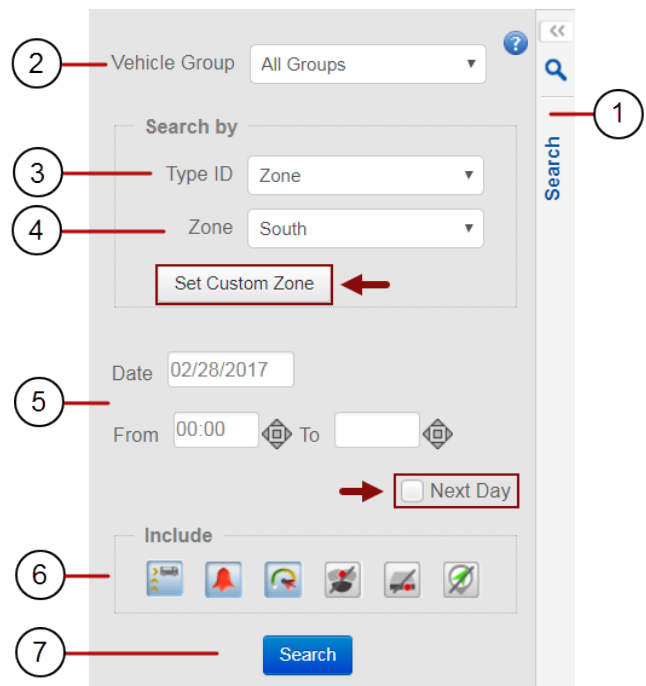 2
Vehicle Group All Groups
?
1
Search
Search by
3
Type ID Zone
4
Zone South
Set Custom Zone
5
Date 02/28/2017
From 00:00 To
Next Day
Include
6
7
Search